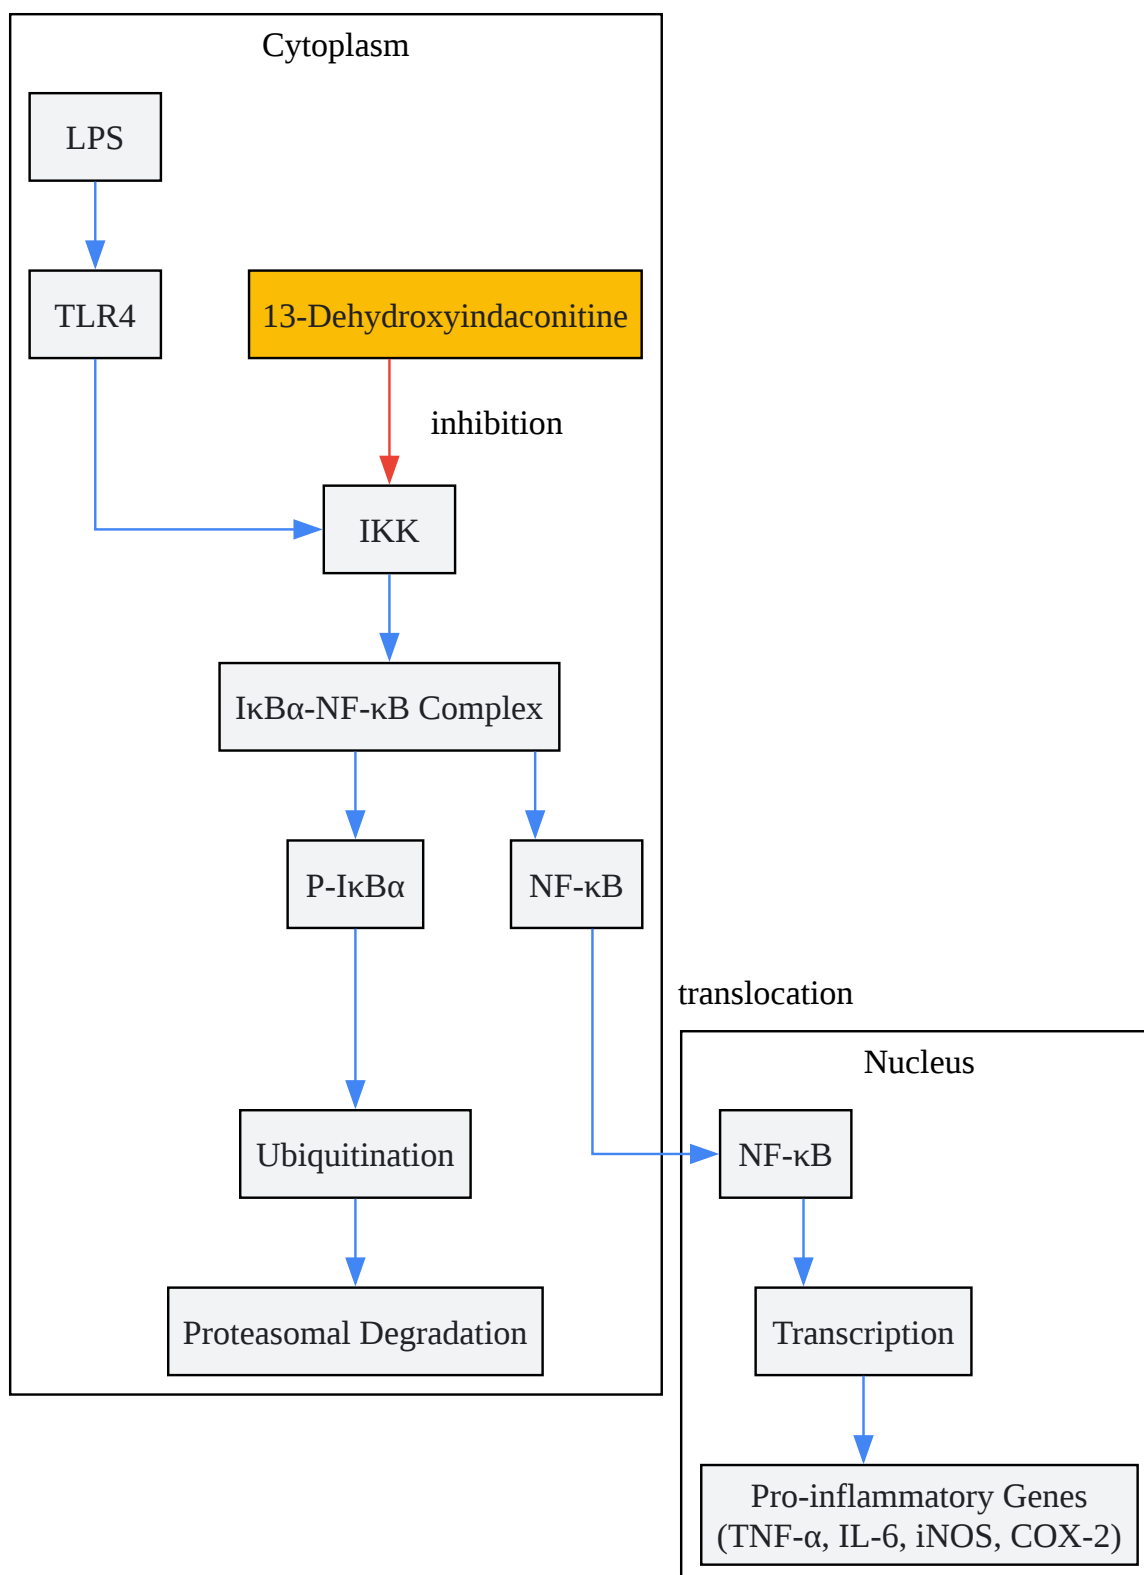 Cytoplasm
LPS
TLR4
13-Dehydroxyindaconitine
inhibition
IKK
IκBα-NF-κB Complex
P-IκBα
NF-κB
translocation
Nucleus
Ubiquitination
NF-κB
Proteasomal Degradation
Transcription
Pro-inflammatory Genes
(TNF-α, IL-6, iNOS, COX-2)